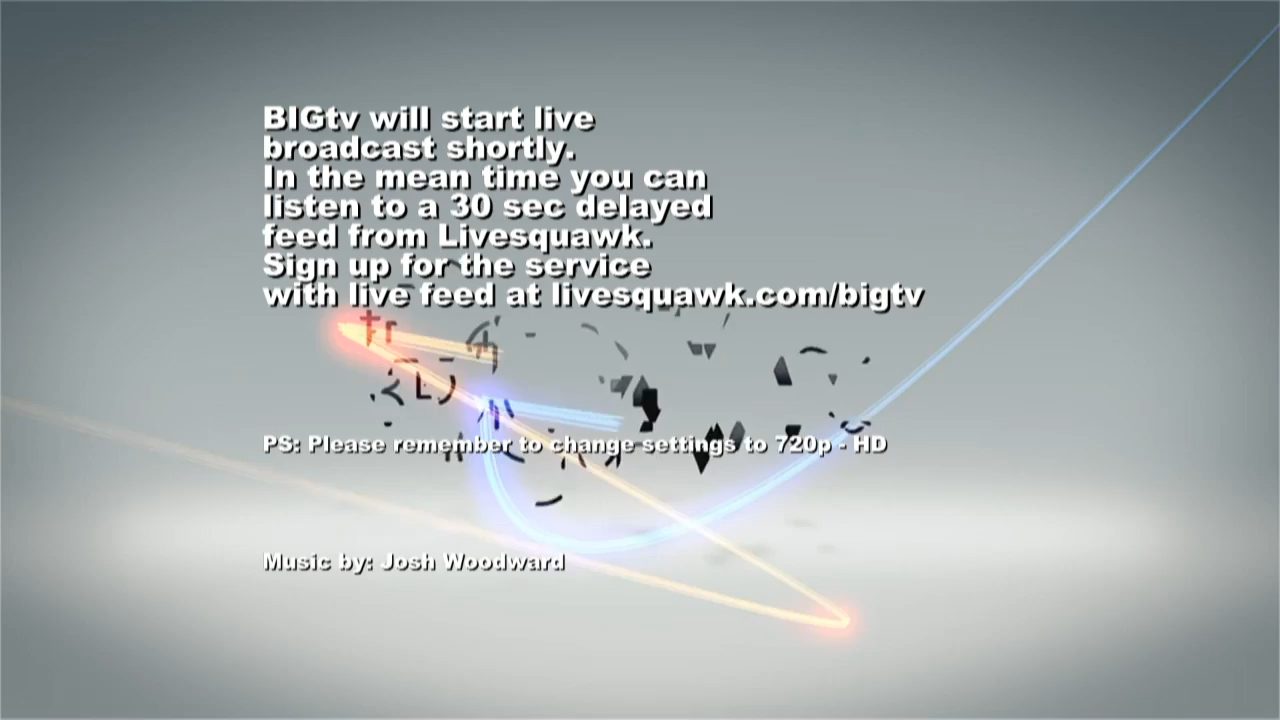 BIGtv will start live
broadcast shortly.
In the mean time you can
listen to a 30 sec delayed
feed from Livesquawk.
Sign up for the service
with live feed at livesquawk.com/bigtv
PS: Please remember to change settings to 720p - HD
Music by: Josh Woodward